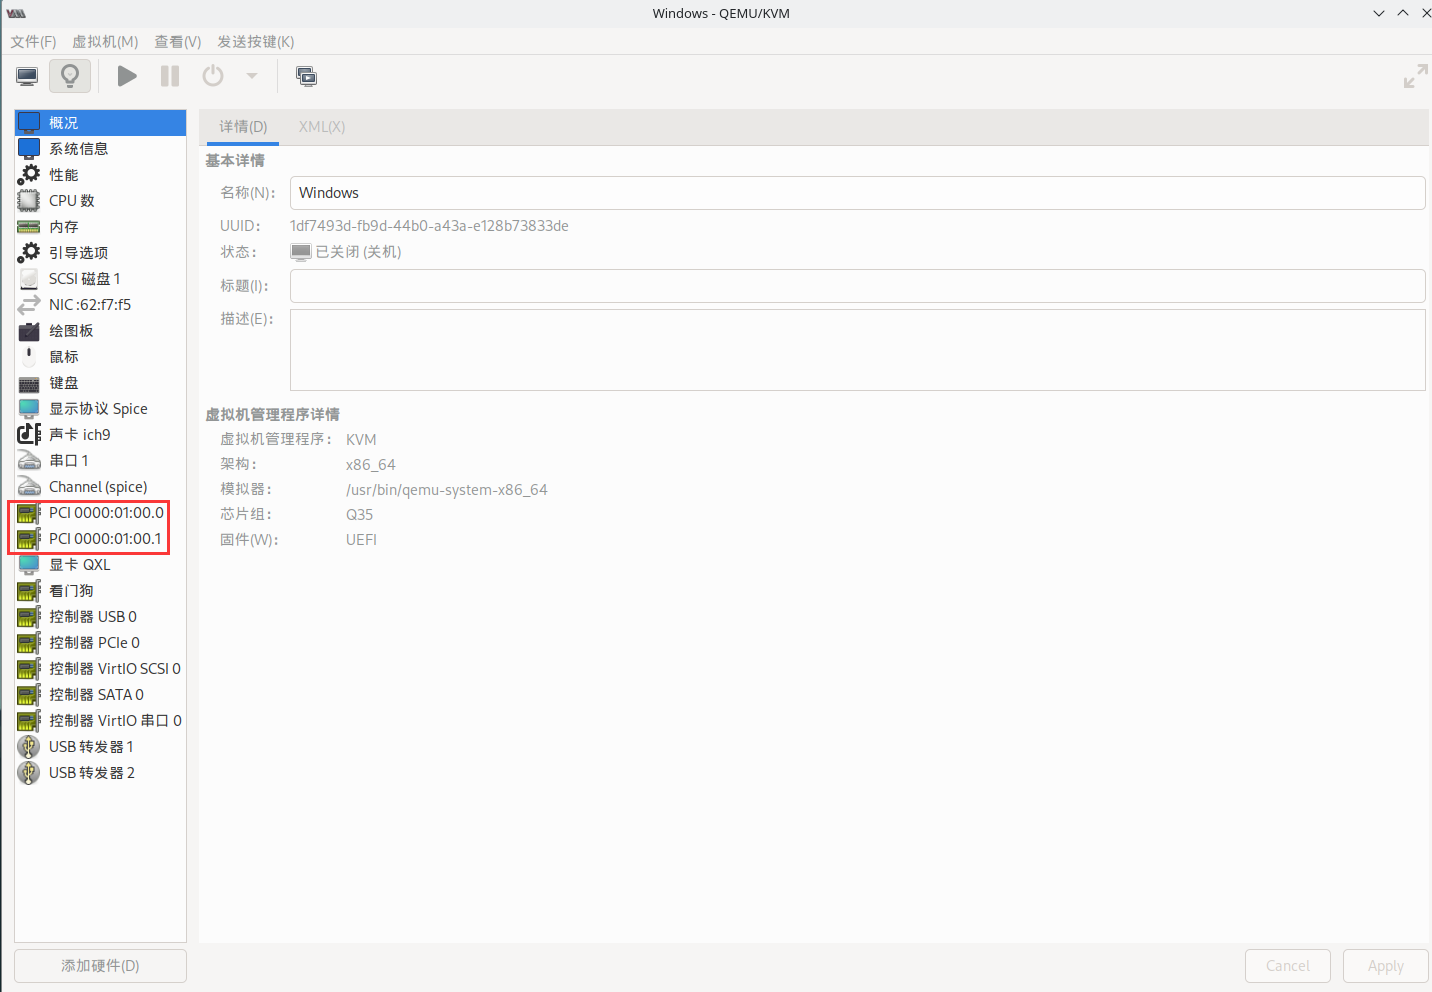 Windows - QEMU/KVM
文件(F) 虚拟机(M) 查看(V) 发送按键(K)
概况
系统信息
性能
CPU 数
内存
引导选项
SCSI 磁盘 1
NIC :62:f7:f5
绘图板
鼠标
键盘
显示协议 Spice
声卡 ich9
串口 1
Channel (spice)
PCI 0000:01:00.0
PCI 0000:01:00.1
显卡 QXL
看门狗
控制器 USB 0
控制器 PCIe 0
控制器 VirtIO SCSI 0
控制器 SATA 0
控制器 VirtIO 串口 0
USB 转发器 1
USB 转发器 2
添加硬件(D)
详情(D) XML(X)
基本详情
名称(N): Windows
UUID: 1df7493d-fb9d-44b0-a43a-e128b73833de
状态: 已关闭 (关机)
标题(I):
描述(E):
虚拟机管理程序详情
虚拟机管理程序: KVM
架构: x86_64
模拟器: /usr/bin/qemu-system-x86_64
芯片组: Q35
固件(W): UEFI
Cancel Apply